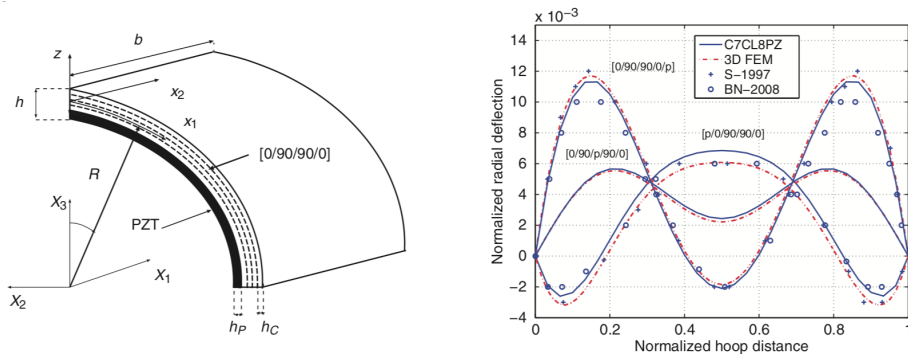 z
b
h
x2
x1
[0/90/90/0]
R
X3
PZT
X1
X2
hP
hC
× 10−3
14
12
10
8
6
4
2
0
−2
−4
Normalized radial deflection
C7CL8PZ
3D FEM
S−1997
BN−2008
[0/90/90/0/p]
[p/0/90/90/0]
[0/90/p/90/0]
0 0.2 0.4 0.6 0.8 1
Normalized hoop distance